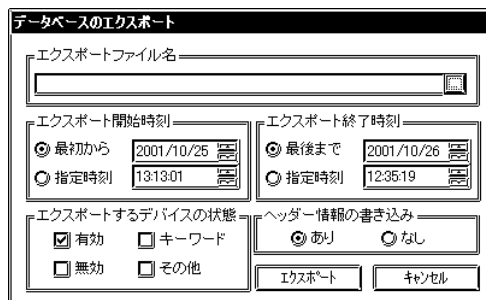 データベースのエクスポート
エクスポートファイル名
エクスポート開始時刻
最初から 2001/10/25
指定時刻 13:13:01
エクスポート終了時刻
最後まで 2001/10/26
指定時刻 12:35:19
エクスポートするデバイスの状態
有効 キーワード
無効 その他
ヘッダー情報の書き込み
あり なし
ｴｸｽﾎﾟｰﾄ ｷｬﾝｾﾙ